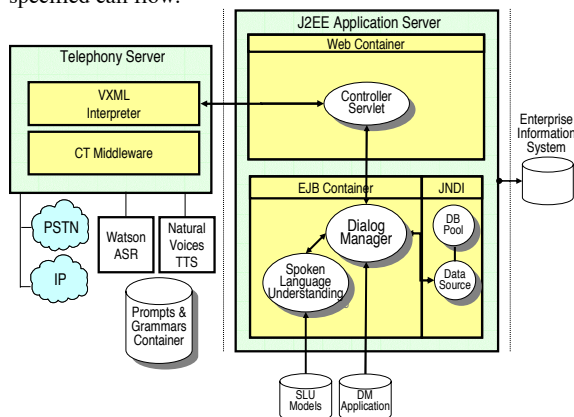 specified call flow.
J2EE Application Server
Web Container
Telephony Server
VXML
Interpreter
CT Middleware
Controller
Servlet
Enterprise
Information
System
EJB Container
JNDI
PSTN
IP
Watson
ASR
Natural
Voices
TTS
Dialog
Manager
DB
Pool
Data
Source
Spoken
Language
Understanding
Prompts &
Grammars
Container
SLU
Models
DM
Application